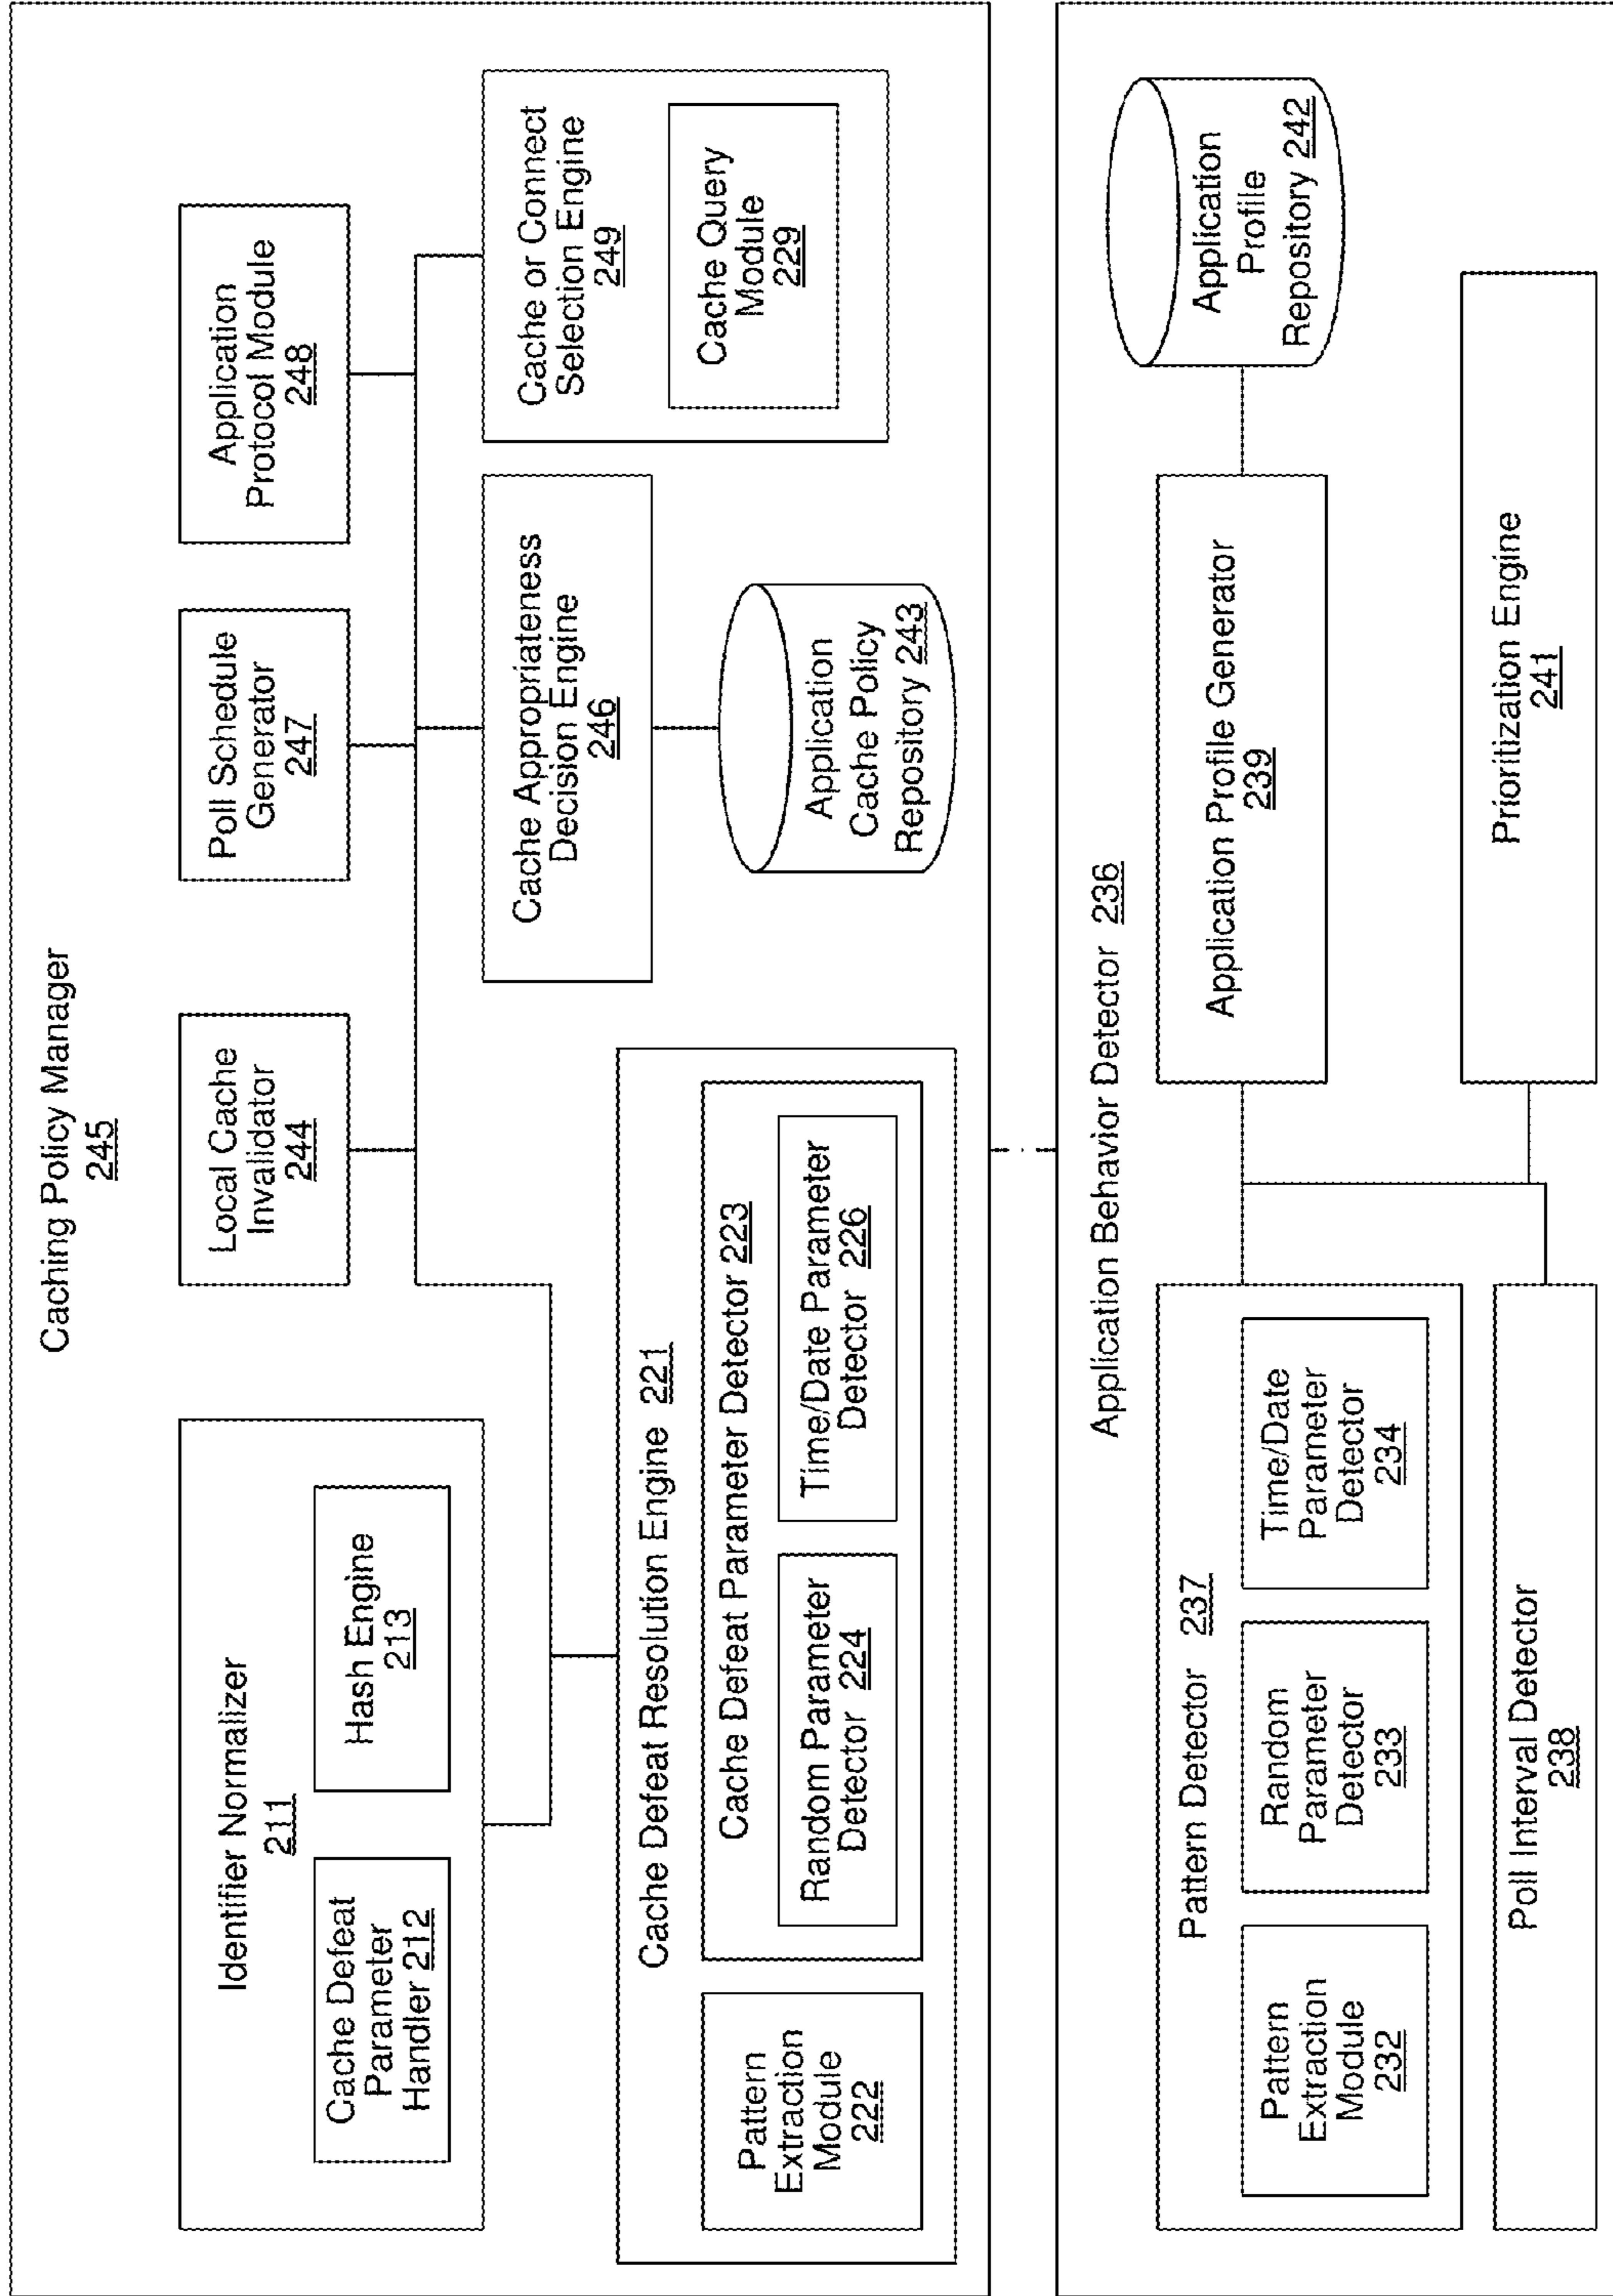 Caching Policy Manager
245
Identifier Normalizer
211
Cache Defeat
Parameter
Handler 212
Hash Engine
213
Local Cache
Invalidator
244
Poll Schedule
Generator
247
Application
Protocol Module
248
Cache Defeat Resolution Engine 221
Pattern
Extraction
Module
222
Cache Defeat Parameter Detector 223
Random Parameter
Detector 224
Time/Date Parameter
Detector 226
Cache Appropriateness
Decision Engine
246
Application
Cache Policy
Repository 243
Cache or Connect
Selection Engine
249
Cache Query
Module
229
Application Behavior Detector 236
Pattern Detector 237
Pattern
Extraction
Module
232
Random
Parameter
Detector
233
Time/Date
Parameter
Detector
234
Poll Interval Detector
238
Application Profile Generator
239
Application
Profile
Repository 242
Prioritization Engine
241